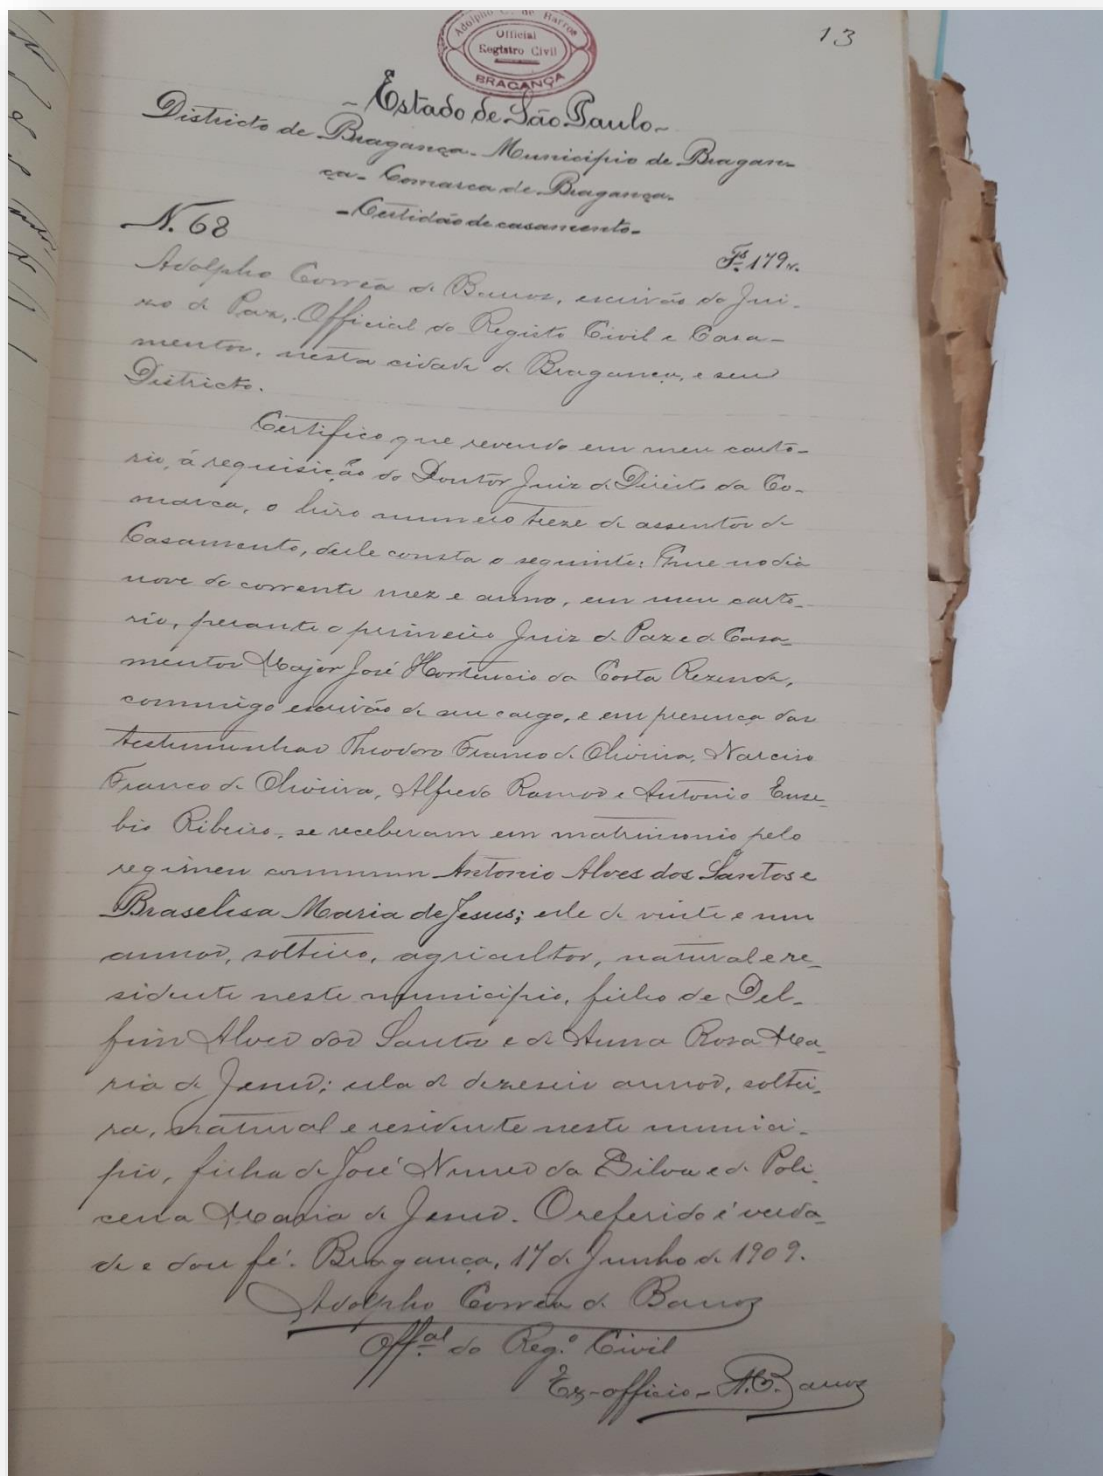 13
Adolpho C. de Barros
Official
Registro Civil
BRAGANÇA
- Estado de São Paulo -
Districto de Bragança - Municipio de Bragan-
ça - Comarca de Bragança -
- Certidão de casamento -
N. 68
Fs. 179 v.
Adolpho Corrêa de Barros, escrivão do Jui-
zo de Paz, Official do Registo Civil e Casa-
mentos, nesta cidade de Bragança, e seu
Districto.
Certifico que revendo em meu carto-
rio, á requisição do Doutor Juiz de Direito da Co-
marca, o livro numero treze de assentos de
Casamento, delle consta o seguinte: Que no dia
nove do corrente mez e anno, em meu carto-
rio, perante o primeiro Juiz de Paz e de Casa-
mentos Major José Hortencio da Costa Rezende,
commigo escrivão de seu cargo, e em presença das
testemunhas Theodoro Franco de Oliveira, Narciso
Franco de Oliveira, Alfredo Ramos e Antonio Euse-
bio Ribeiro, se receberam em matrimonio pelo
regimen commum Antonio Alves dos Santos e
Braselisa Maria de Jesus; elle de vinte e um
annos, solteiro, agricultor, natural e re-
sidente neste municipio, filho de Del-
fim Alves dos Santos e de Anna Rosa Ma-
ria de Jesus; ella de dezeseis annos, soltei-
ra, natural e residente neste munici-
pio, filha de José Nunes da Silva e de Poli-
cena Maria de Jesus. O referido é verda-
de e dou fé. Bragança, 17 de Junho de 1909.
Adolpho Corrêa de Barros
Off.al do Reg.o Civil
Ex-officio - A. C. Barros